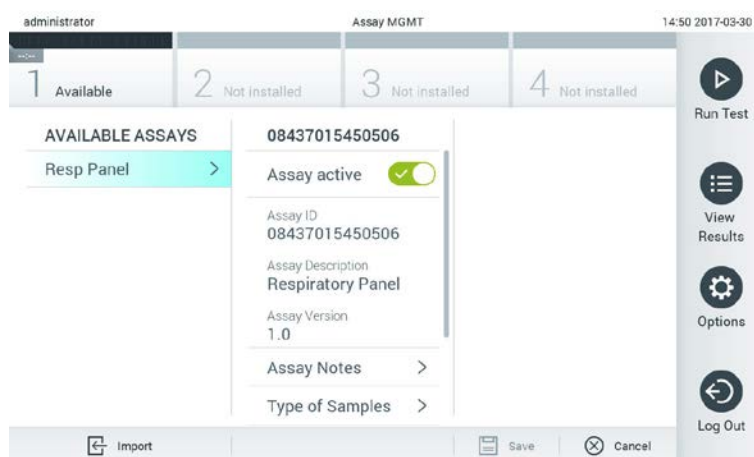 administrator Assay MGMT 14:50 2017-03-30
--:--
1 Available 2 Not installed 3 Not installed 4 Not installed
Run Test
AVAILABLE ASSAYS
Resp Panel
08437015450506
Assay active
Assay ID
08437015450506
Assay Description
Respiratory Panel
Assay Version
1.0
Assay Notes
Type of Samples
View
Results
Options
Log Out
Import Save Cancel